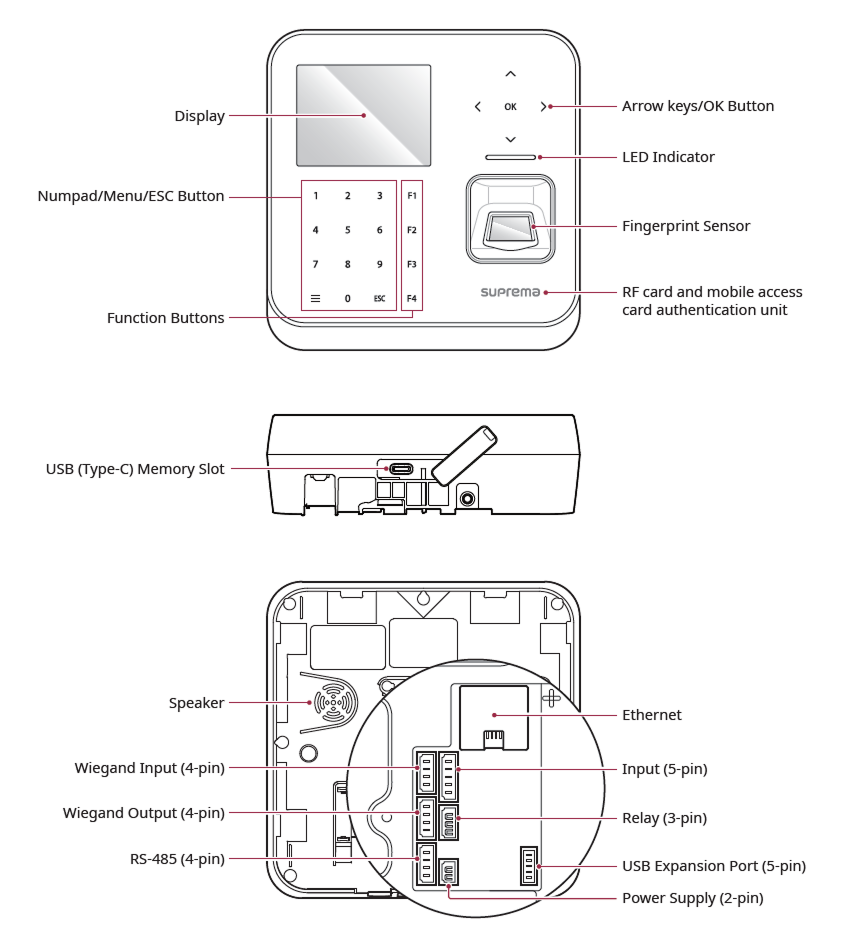 Display
Arrow keys/OK Button
OK
LED Indicator
Numpad/Menu/ESC Button
1 2 3 F1
4 5 6 F2
7 8 9 F3
0 ESC F4
Fingerprint Sensor
suprema
RF card and mobile access
card authentication unit
Function Buttons
USB (Type-C) Memory Slot
Speaker
Ethernet
Wiegand Input (4-pin)
Input (5-pin)
Wiegand Output (4-pin)
Relay (3-pin)
RS-485 (4-pin)
USB Expansion Port (5-pin)
Power Supply (2-pin)